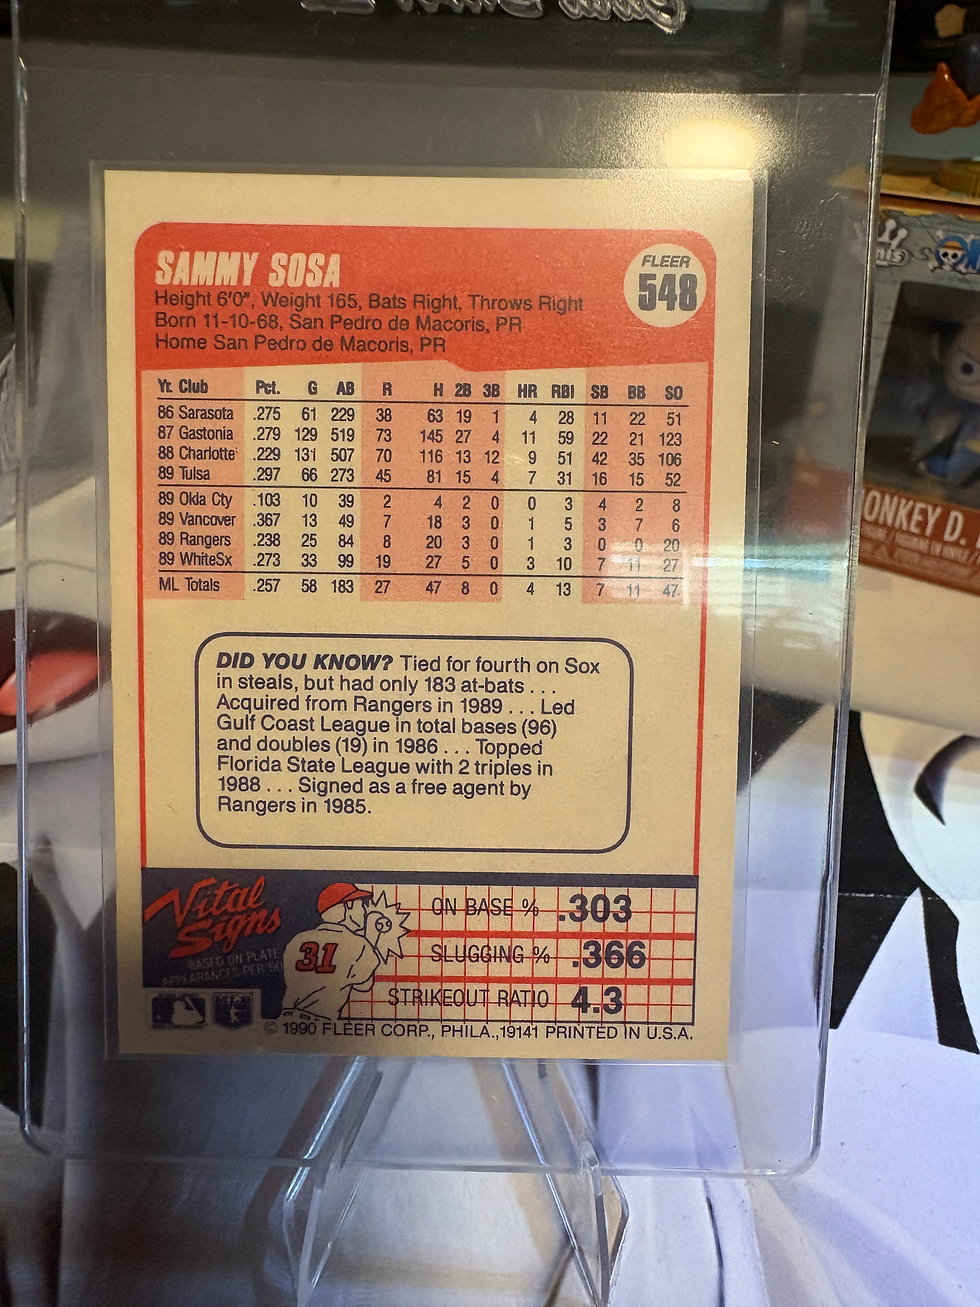 SAMMY SOSA
Height 6'0", Weight 165, Bats Right, Throws Right
Born 11-10-68, San Pedro de Macoris, PR
Home San Pedro de Macoris, PR
FLEER
548
Yr. Club Pct. G AB R H 2B 3B HR RBI SB BB SO
86 Sarasota .275 61 229 38 63 19 1 4 28 11 22 51
87 Gastonia .279 129 519 73 145 27 4 11 59 22 21 123
88 Charlotte .229 131 507 70 116 13 12 9 51 42 35 106
89 Tulsa .297 66 273 45 81 15 4 7 31 16 15 52
89 Okla Cty .103 10 39 2 4 2 0 0 3 4 2 8
89 Vancover .367 13 49 7 18 3 0 1 5 3 7 6
89 Rangers .238 25 84 8 20 3 0 1 3 0 0 20
89 WhiteSx .273 33 99 19 27 5 0 3 10 7 11 27
ML Totals .257 58 183 27 47 8 0 4 13 7 11 47
DID YOU KNOW? Tied for fourth on Sox
in steals, but had only 183 at-bats . . .
Acquired from Rangers in 1989 . . . Led
Gulf Coast League in total bases (96)
and doubles (19) in 1986 . . . Topped
Florida State League with 2 triples in
1988 . . . Signed as a free agent by
Rangers in 1985.
Vital
Signs
BASED ON PLATE
APPEARANCES PER SO
31
ON BASE % .303
SLUGGING % .366
STRIKEOUT RATIO 4.3
© 1990 FLEER CORP., PHILA.,19141 PRINTED IN U.S.A.
ONKEY D.